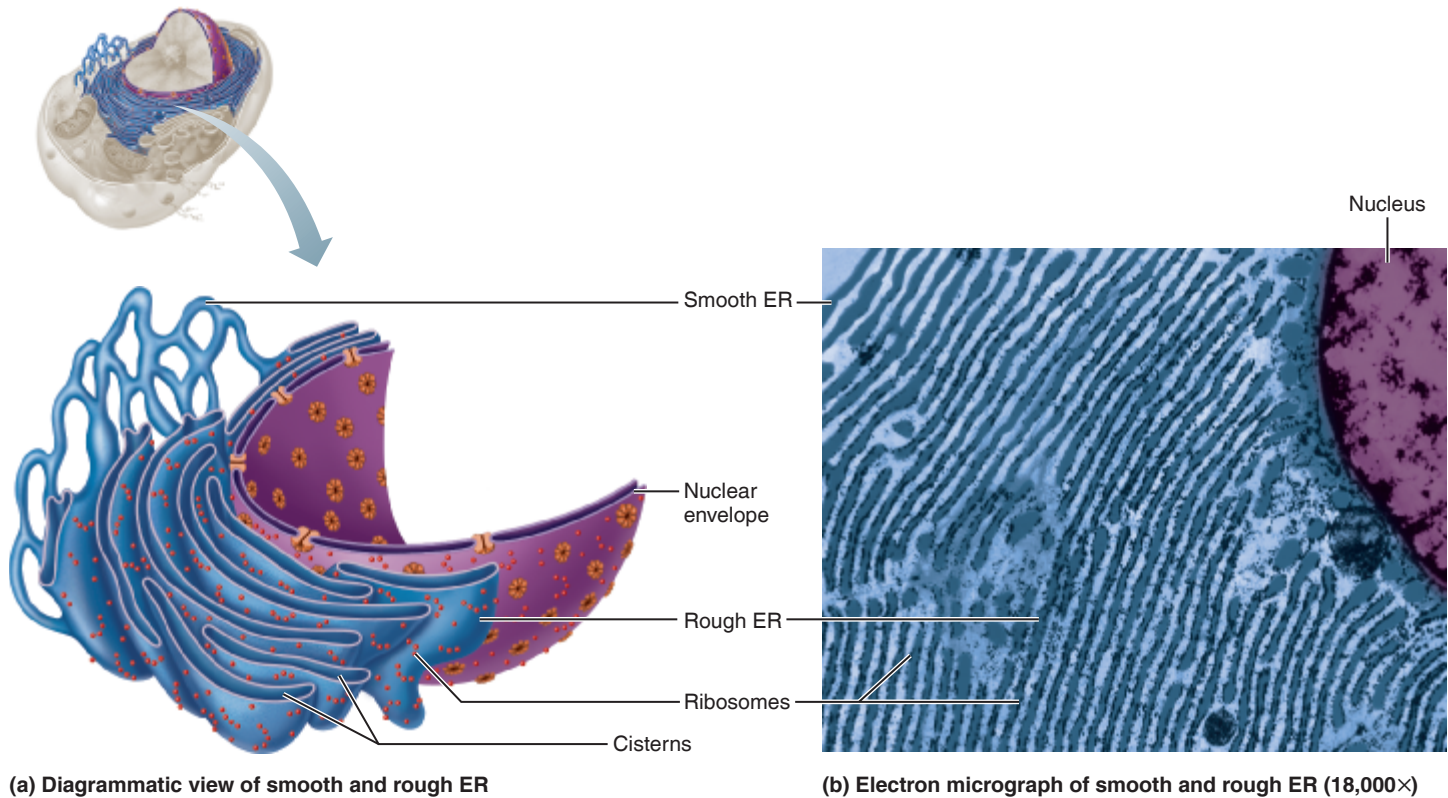 Nucleus
Smooth ER
Nuclear
envelope
Rough ER
Ribosomes
Cisterns
(a) Diagrammatic view of smooth and rough ER
(b) Electron micrograph of smooth and rough ER (18,000×)